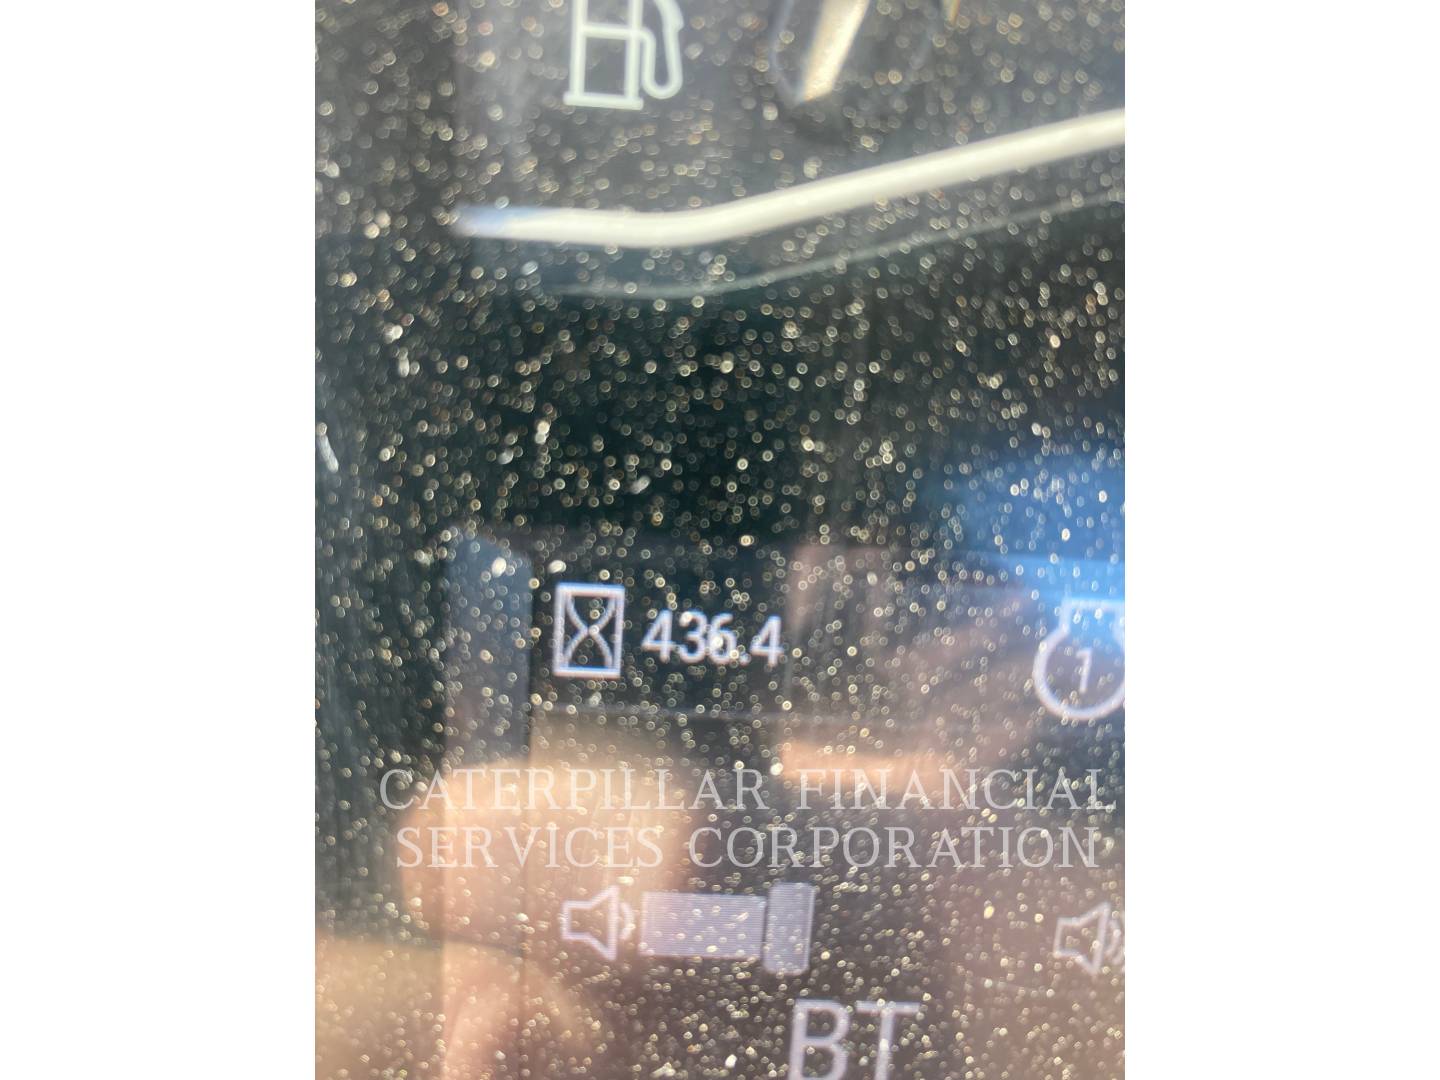 436.4
1
CATERPILLAR FINANCIAL
SERVICES CORPORATION
BT